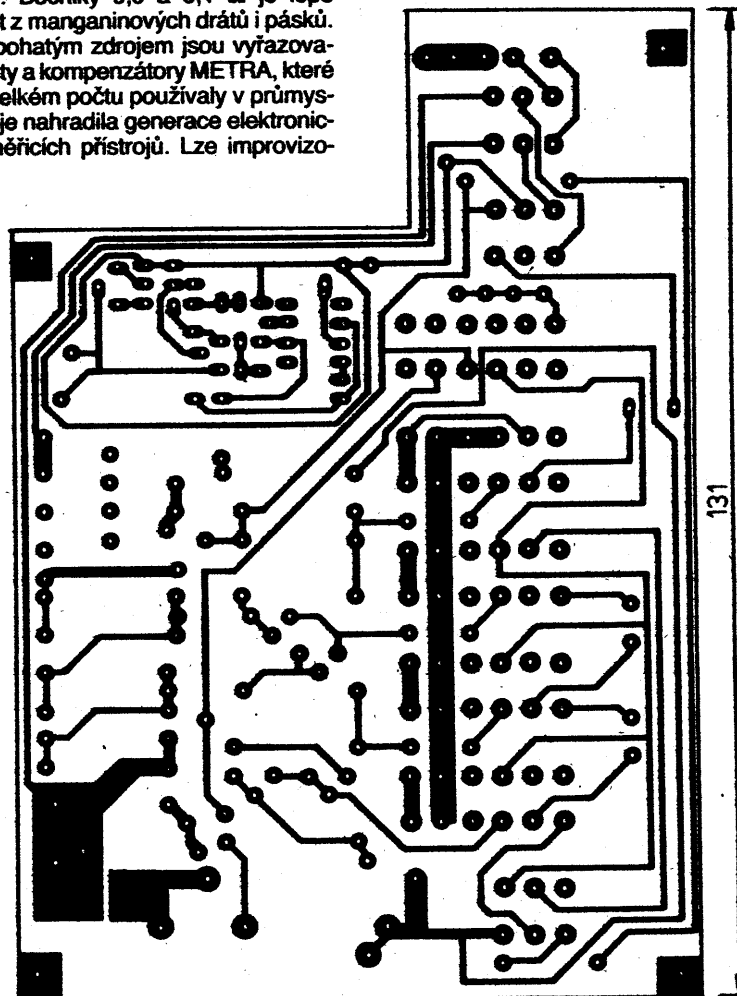 t z manganinových drátů i pásků.
bohatým zdrojem jsou vyřazova-
ty a kompenzátory METRA, které
elkém počtu používaly v průmys-
je nahradila generace elektronic-
ěřicích přístrojů. Lze improvizo-
131